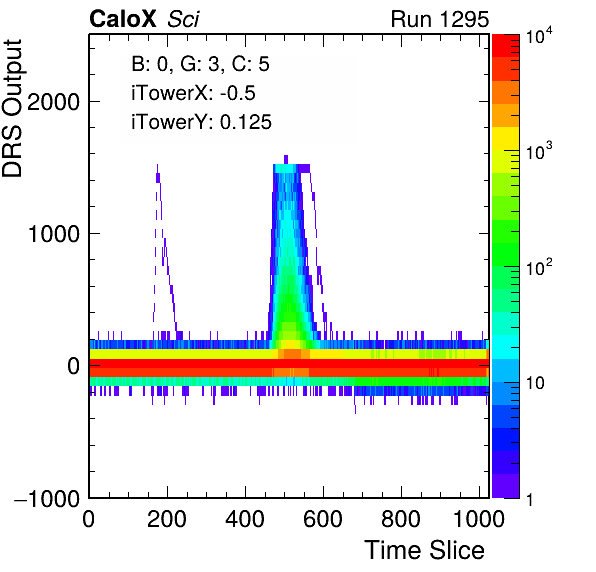 CaloX Sci Run 1295
DRS Output
B: 0, G: 3, C: 5
iTowerX: -0.5
iTowerY: 0.125
2000
1000
0
−1000
0 200 400 600 800 1000
Time Slice
10^4
10^3
10^2
10
1